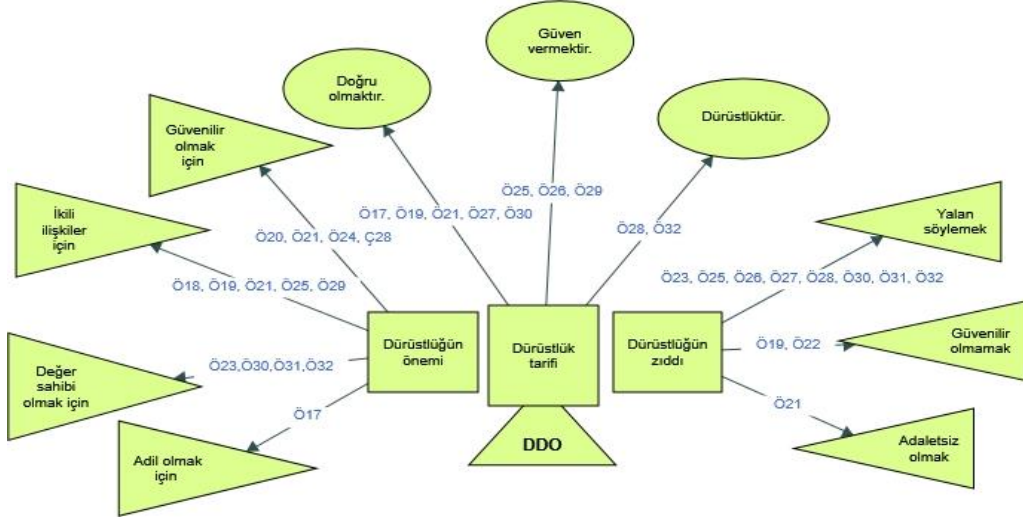 Güven
vermektir.
Doğru
olmaktır.
Dürüstlüktür.
Güvenilir
olmak
için
Ö25, Ö26, Ö29
İkili
ilişkiler
için
Ö17, Ö19, Ö21, Ö27, Ö30
Ö28, Ö32
Yalan
söylemek
Ö20, Ö21, Ö24, Ç28
Ö18, Ö19, Ö21, Ö25, Ö29
Ö23, Ö25, Ö26, Ö27, Ö28, Ö30, Ö31, Ö32
Değer
sahibi
olmak için
Ö23,Ö30,Ö31,Ö32
Dürüstlüğün
önemi
Dürüstlük
tarifi
Dürüstlüğün
zıddı
Ö19, Ö22
Güvenilir
olmamak
Ö17
Ö21
Adil olmak
için
DDO
Adaletsiz
olmak